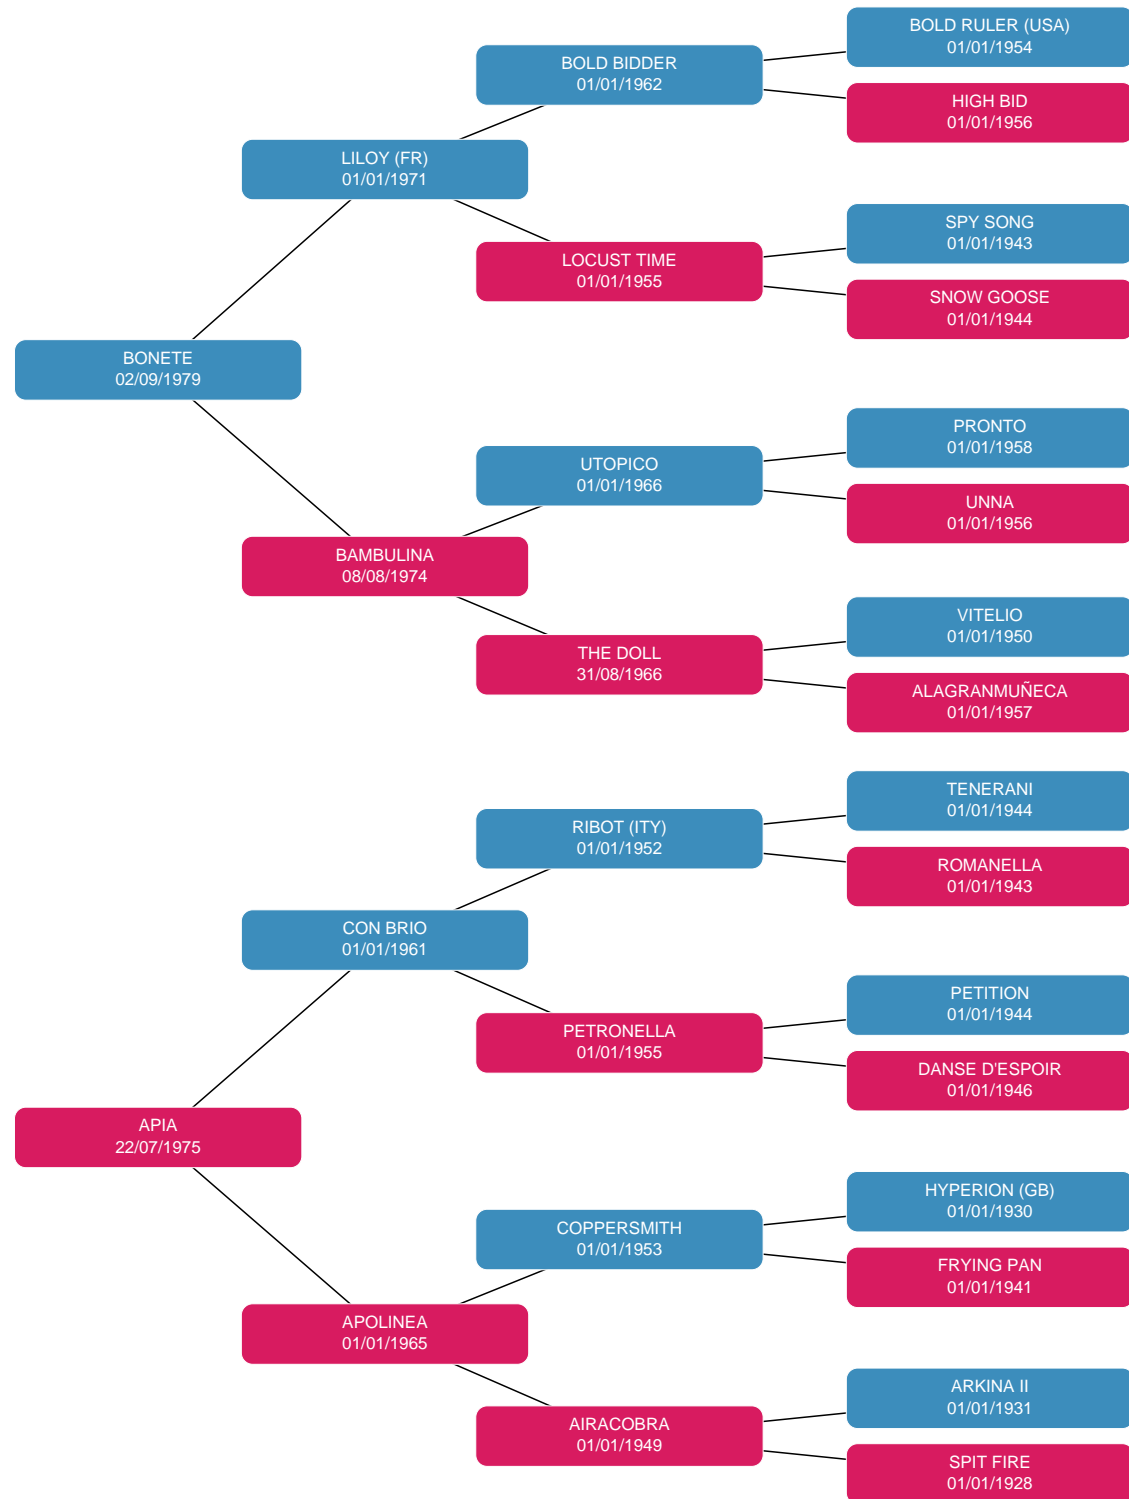 BOLD RULER (USA)
01/01/1954
BOLD BIDDER
01/01/1962
HIGH BID
01/01/1956
LILOY (FR)
01/01/1971
SPY SONG
01/01/1943
LOCUST TIME
01/01/1955
SNOW GOOSE
01/01/1944
BONETE
02/09/1979
PRONTO
01/01/1958
UTOPICO
01/01/1966
UNNA
01/01/1956
BAMBULINA
08/08/1974
VITELIO
01/01/1950
THE DOLL
31/08/1966
ALAGRANMUÑECA
01/01/1957
TENERANI
01/01/1944
RIBOT (ITY)
01/01/1952
ROMANELLA
01/01/1943
CON BRIO
01/01/1961
PETITION
01/01/1944
PETRONELLA
01/01/1955
DANSE D'ESPOIR
01/01/1946
APIA
22/07/1975
HYPERION (GB)
01/01/1930
COPPERSMITH
01/01/1953
FRYING PAN
01/01/1941
APOLINEA
01/01/1965
ARKINA II
01/01/1931
AIRACOBRA
01/01/1949
SPIT FIRE
01/01/1928